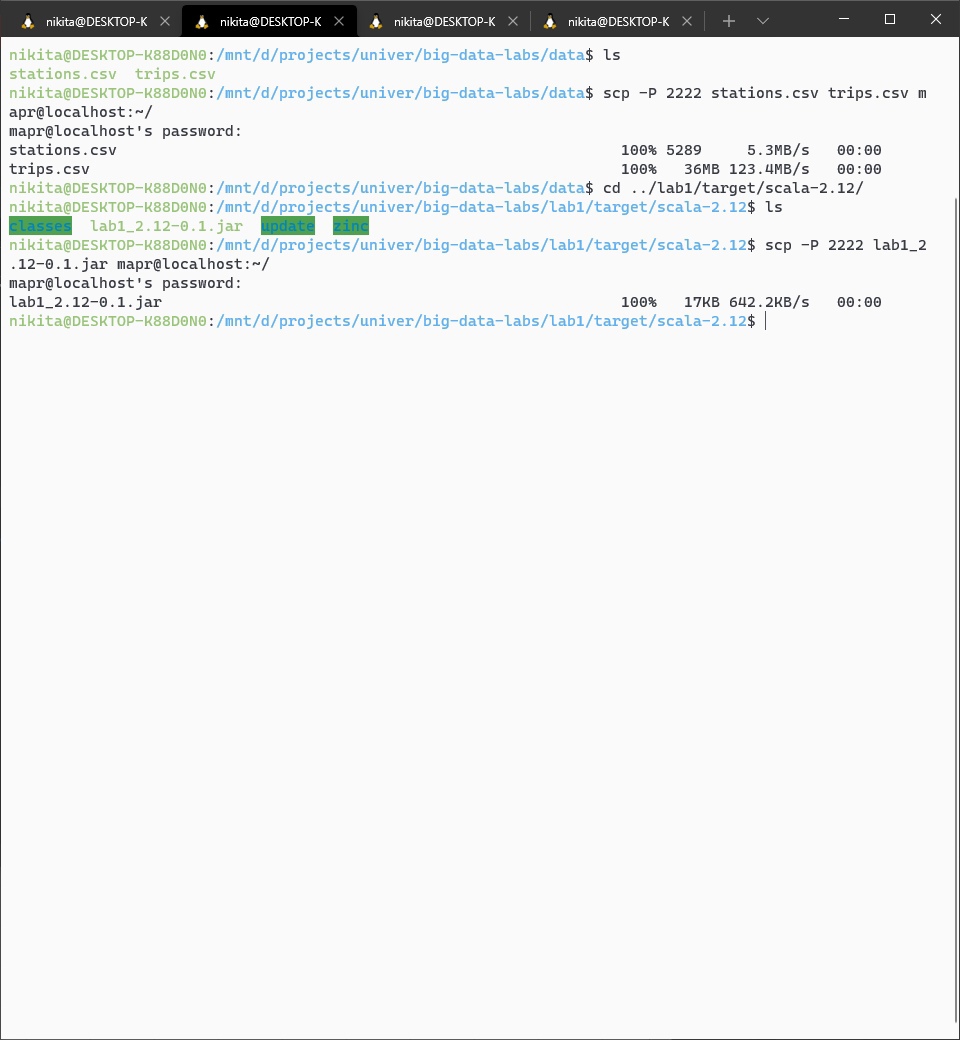 nikita@DESKTOP-K nikita@DESKTOP-K nikita@DESKTOP-K nikita@DESKTOP-K
nikita@DESKTOP-K88D0N0:/mnt/d/projects/univer/big-data-labs/data$ ls
stations.csv  trips.csv
nikita@DESKTOP-K88D0N0:/mnt/d/projects/univer/big-data-labs/data$ scp -P 2222 stations.csv trips.csv m
apr@localhost:~/
mapr@localhost's password:
stations.csv 100% 5289 5.3MB/s 00:00
trips.csv 100% 36MB 123.4MB/s 00:00
nikita@DESKTOP-K88D0N0:/mnt/d/projects/univer/big-data-labs/data$ cd ../lab1/target/scala-2.12/
nikita@DESKTOP-K88D0N0:/mnt/d/projects/univer/big-data-labs/lab1/target/scala-2.12$ ls
classes  lab1_2.12-0.1.jar  update  zinc
nikita@DESKTOP-K88D0N0:/mnt/d/projects/univer/big-data-labs/lab1/target/scala-2.12$ scp -P 2222 lab1_2
.12-0.1.jar mapr@localhost:~/
mapr@localhost's password:
lab1_2.12-0.1.jar 100% 17KB 642.2KB/s 00:00
nikita@DESKTOP-K88D0N0:/mnt/d/projects/univer/big-data-labs/lab1/target/scala-2.12$